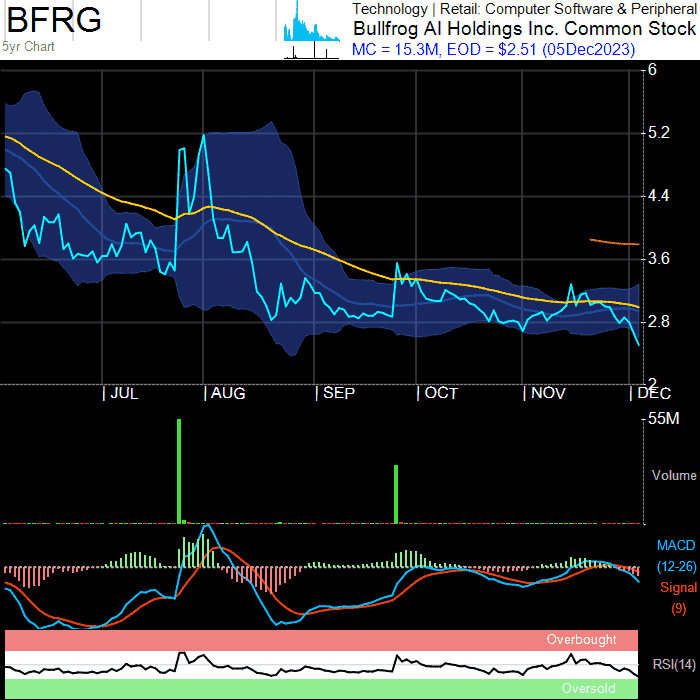 BFRG
5yr Chart
Technology | Retail: Computer Software & Peripheral
Bullfrog AI Holdings Inc. Common Stock
MC = 15.3M, EOD = $2.51 (05Dec2023)
6
5.2
4.4
3.6
2.8
2
JUL AUG SEP OCT NOV DEC
55M
Volume
MACD
(12-26)
Signal
(9)
Overbought
RSI(14)
Oversold